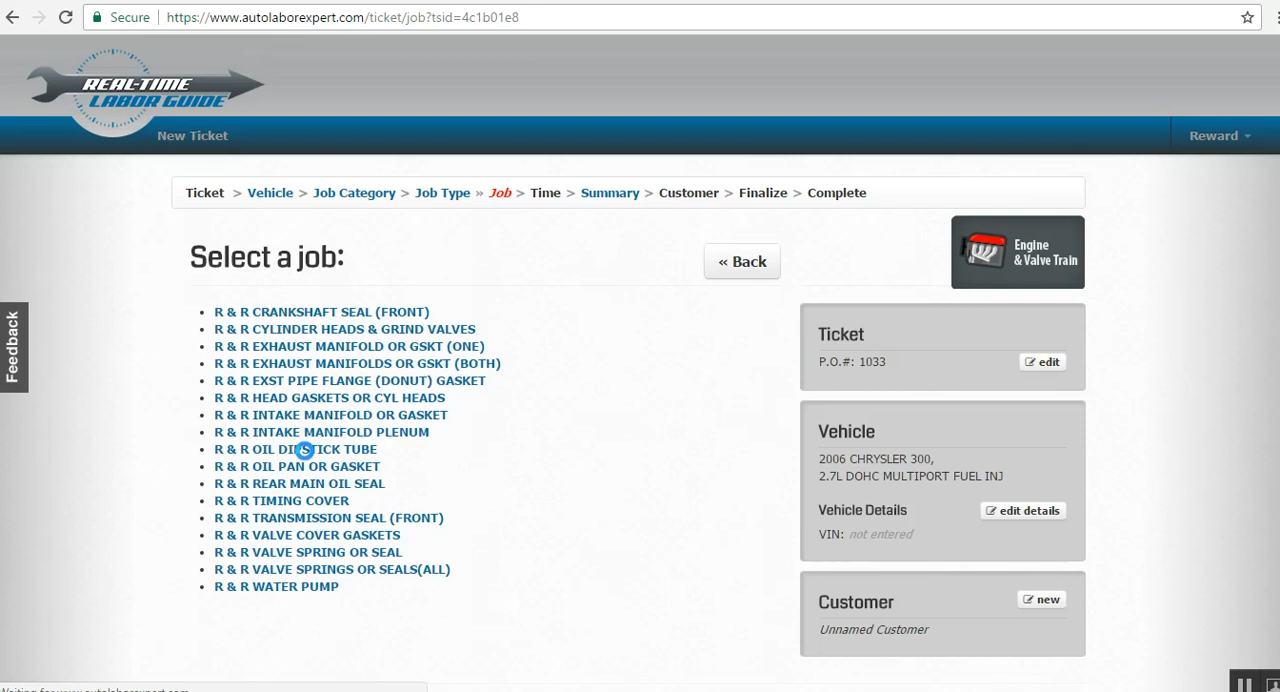 Secure | https://www.autolaborexpert.com/ticket/job?tsid=4c1b01e8
REAL-TIME
LABOR GUIDE
New Ticket
Reward
Ticket > Vehicle > Job Category > Job Type » Job > Time > Summary > Customer > Finalize > Complete
Select a job:
« Back
Engine
& Valve Train
R & R CRANKSHAFT SEAL (FRONT)
R & R CYLINDER HEADS & GRIND VALVES
R & R EXHAUST MANIFOLD OR GSKT (ONE)
R & R EXHAUST MANIFOLDS OR GSKT (BOTH)
R & R EXST PIPE FLANGE (DONUT) GASKET
R & R HEAD GASKETS OR CYL HEADS
R & R INTAKE MANIFOLD OR GASKET
R & R INTAKE MANIFOLD PLENUM
R & R OIL DIPSTICK TUBE
R & R OIL PAN OR GASKET
R & R REAR MAIN OIL SEAL
R & R TIMING COVER
R & R TRANSMISSION SEAL (FRONT)
R & R VALVE COVER GASKETS
R & R VALVE SPRING OR SEAL
R & R VALVE SPRINGS OR SEALS(ALL)
R & R WATER PUMP
Ticket
P.O.#: 1033
edit
Vehicle
2006 CHRYSLER 300,
2.7L DOHC MULTIPORT FUEL INJ
Vehicle Details
edit details
VIN: not entered
Customer
new
Unnamed Customer
Feedback